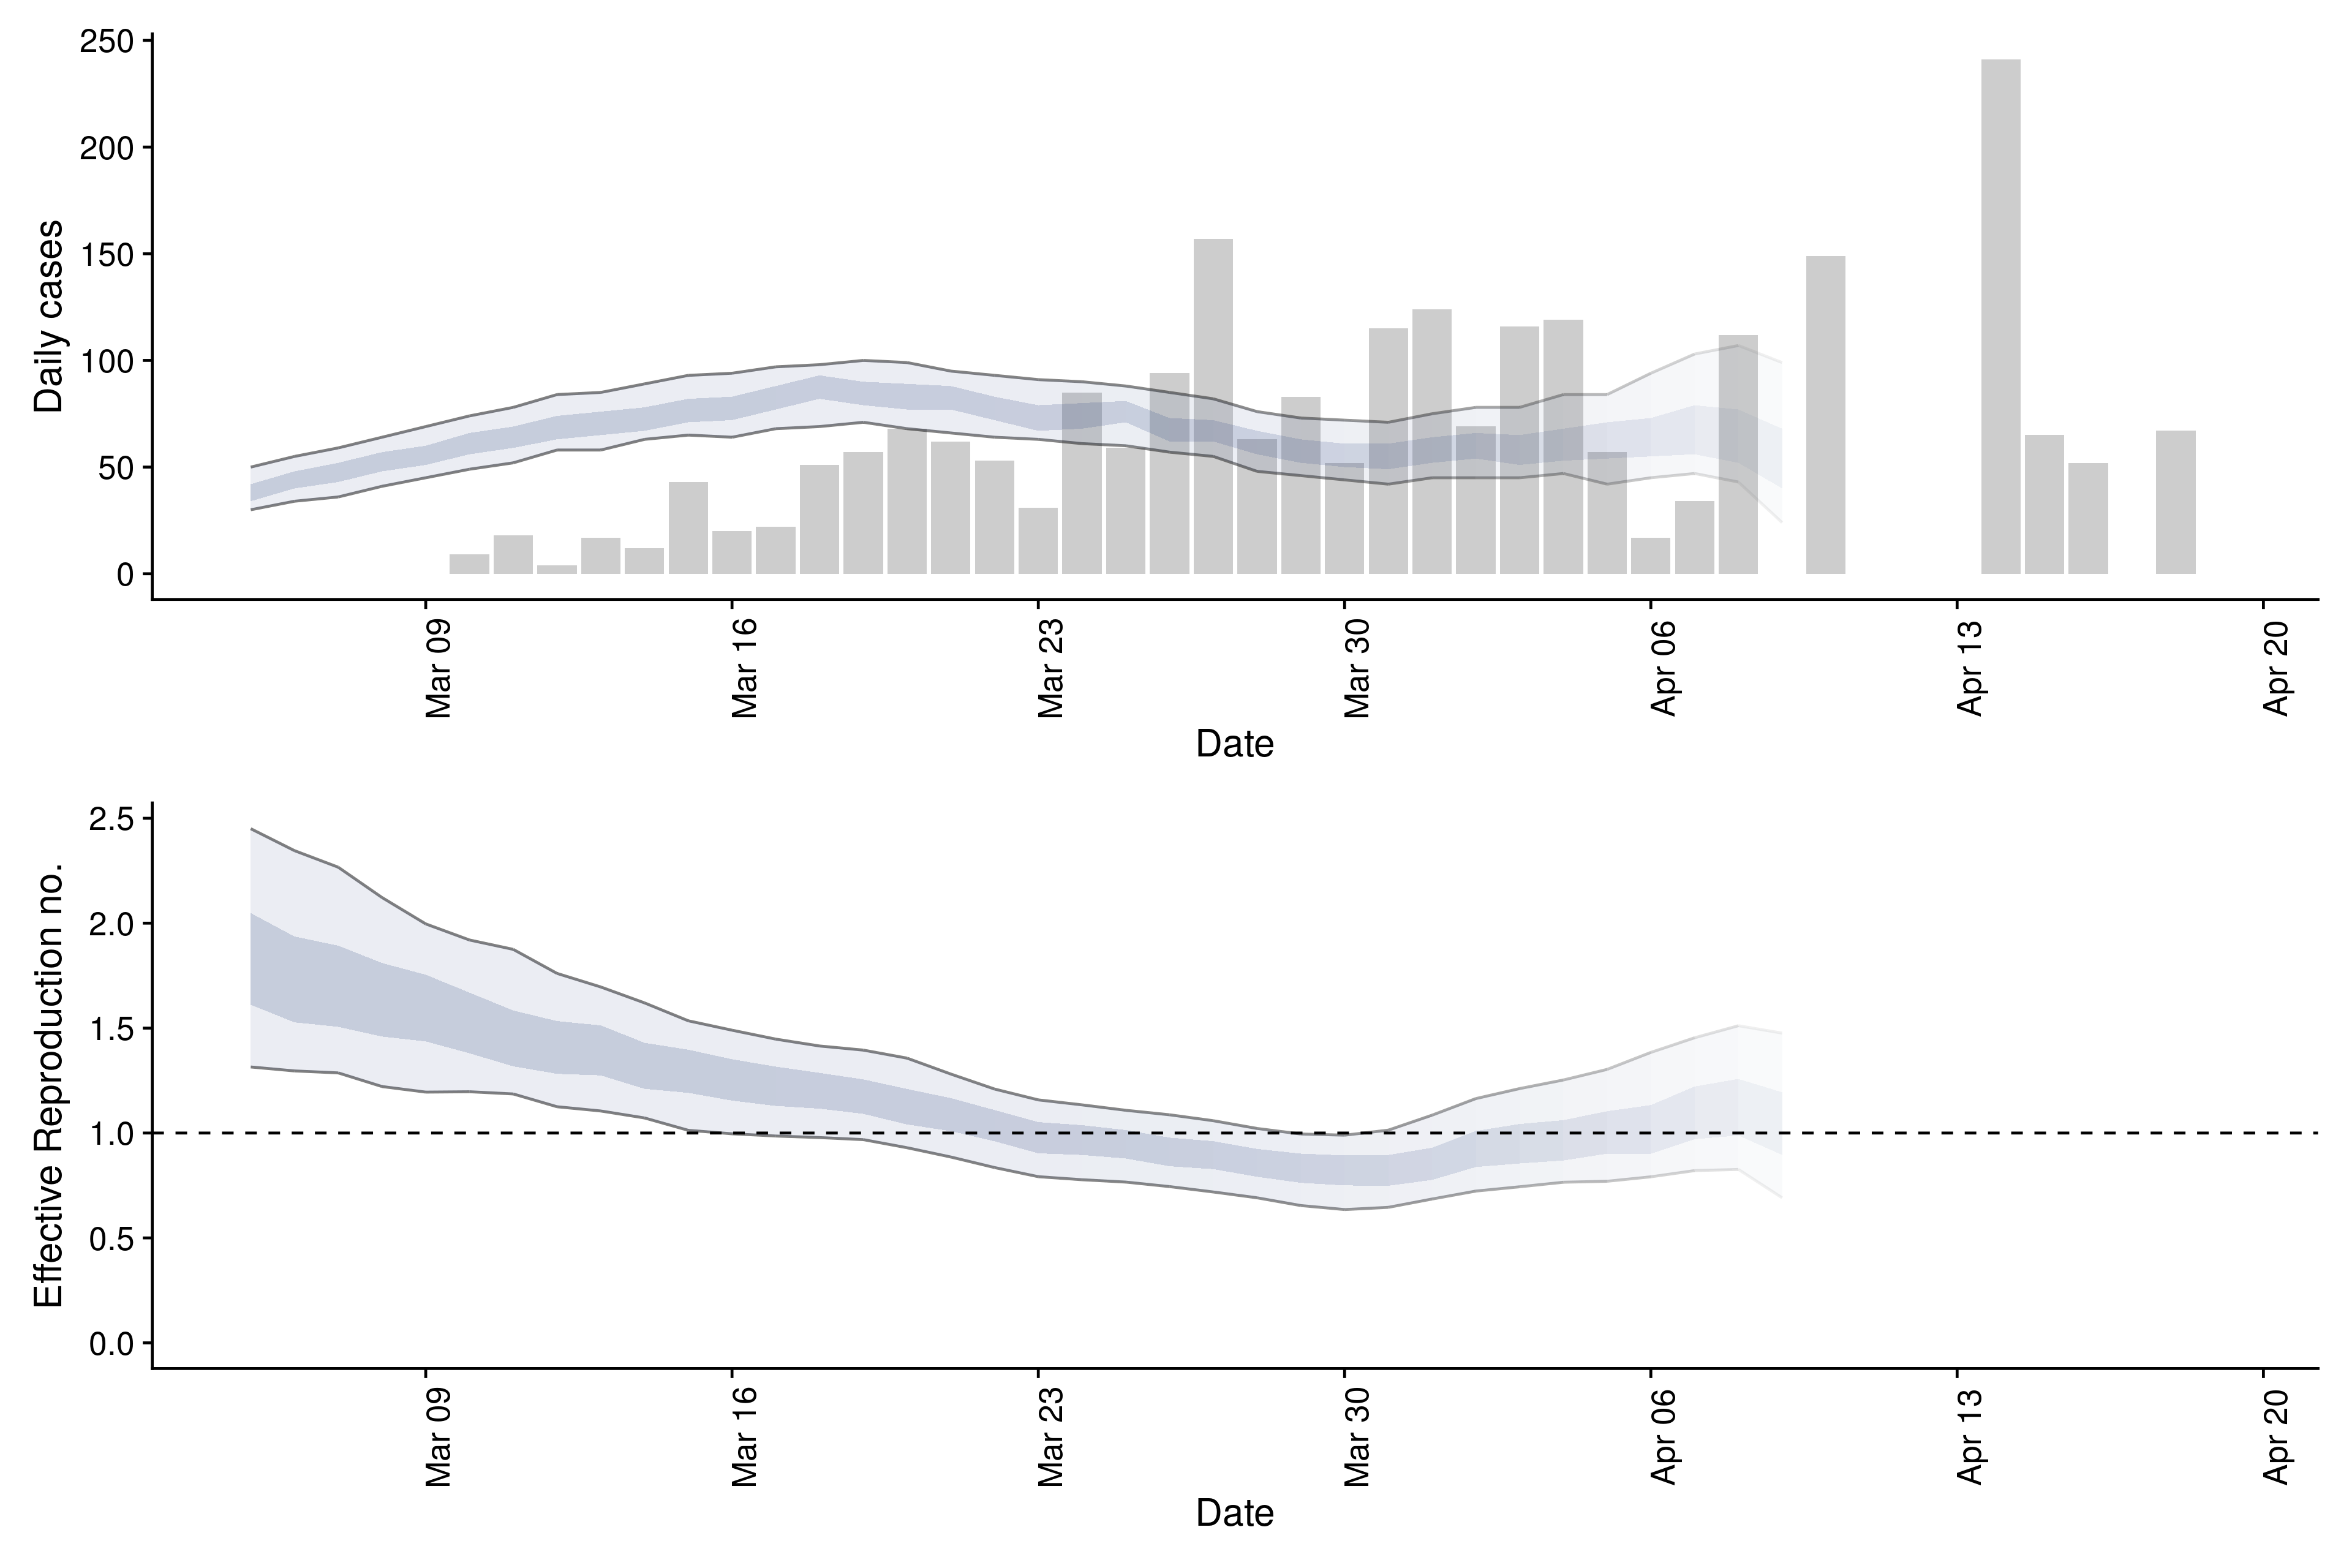 250
200
150
100
50
0
Daily cases
Mar 09
Mar 16
Mar 23
Mar 30
Apr 06
Apr 13
Apr 20
Date
2.5
2.0
1.5
1.0
0.5
0.0
Effective Reproduction no.
Mar 09
Mar 16
Mar 23
Mar 30
Apr 06
Apr 13
Apr 20
Date